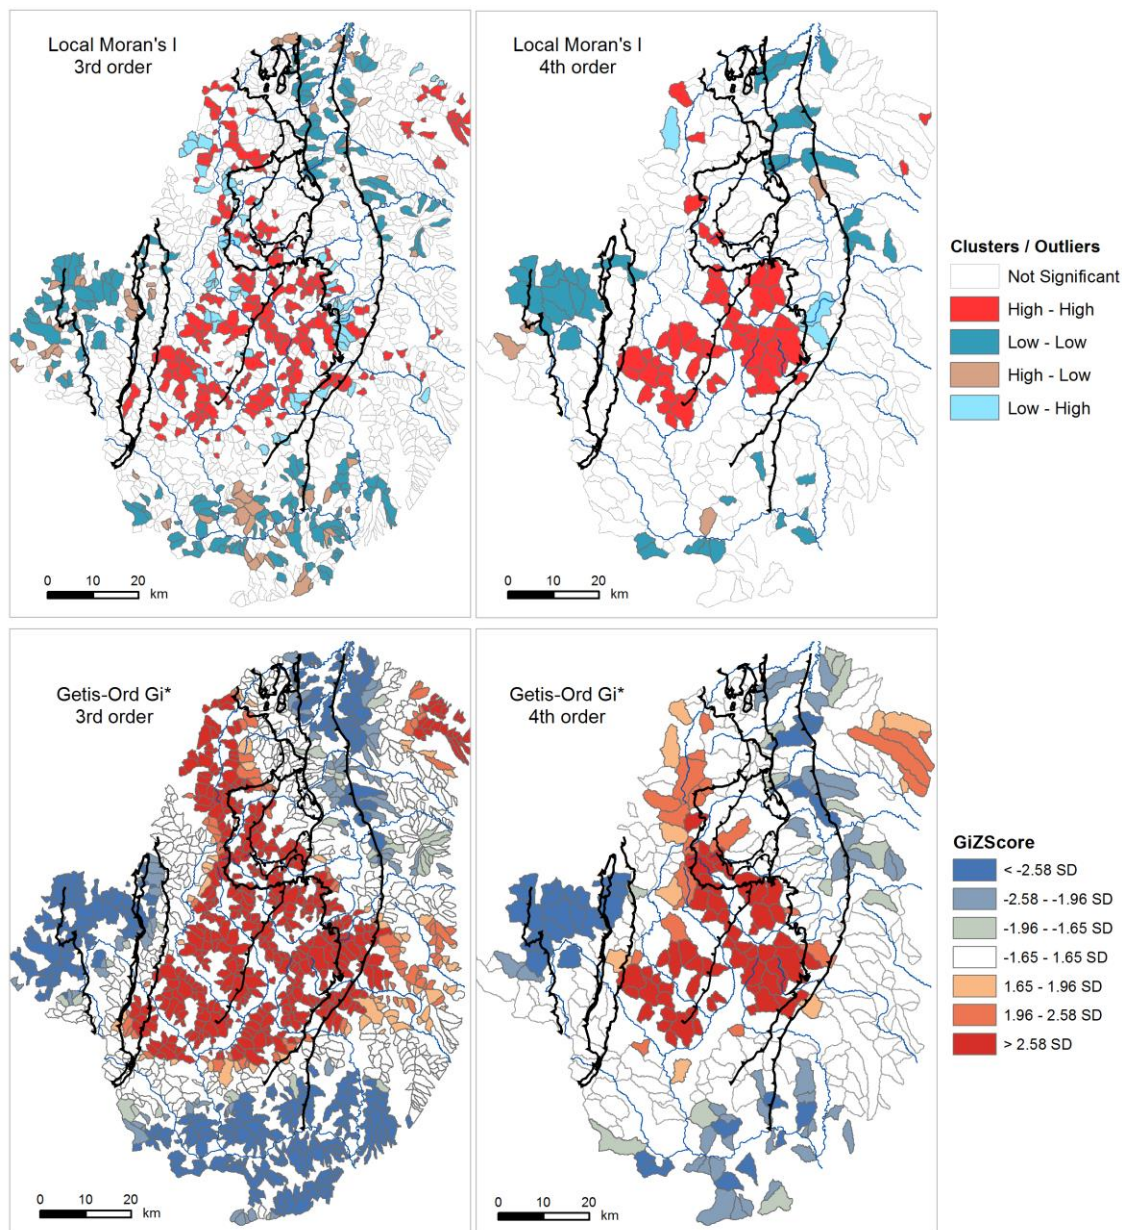 Local Moran's I
3rd order
Local Moran's I
4th order
Clusters / Outliers
Not Significant
High - High
Low - Low
High - Low
Low - High
0 10 20
km
0 10 20
km
Getis-Ord Gi*
3rd order
Getis-Ord Gi*
4th order
GiZScore
< -2.58 SD
-2.58 - -1.96 SD
-1.96 - -1.65 SD
-1.65 - 1.65 SD
1.65 - 1.96 SD
1.96 - 2.58 SD
> 2.58 SD
0 10 20
km
0 10 20
km